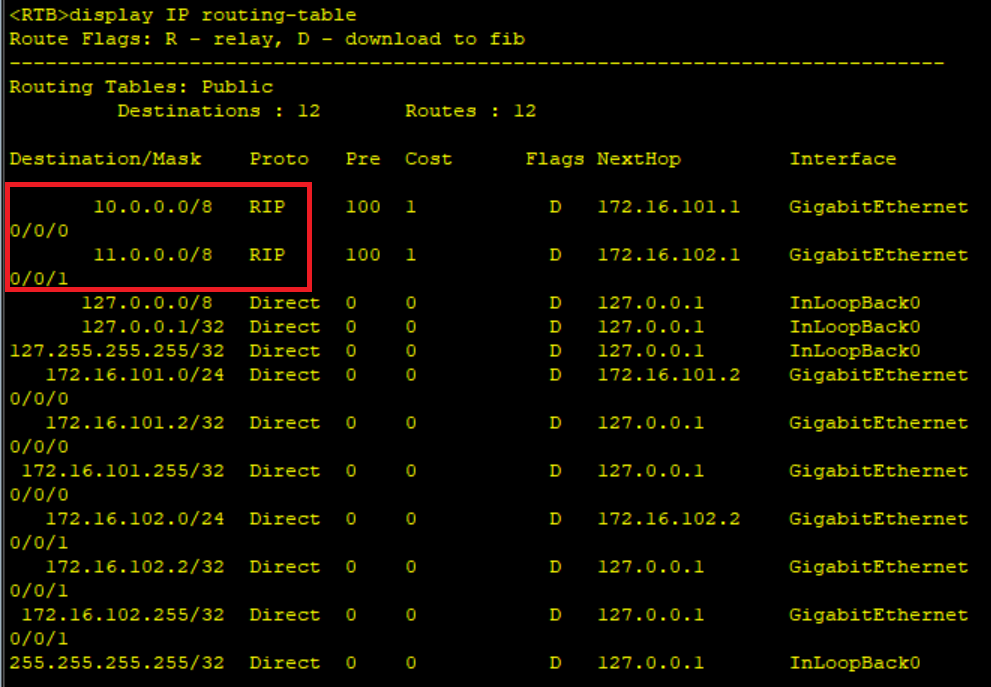 <RTB>display IP routing-table
Route Flags: R - relay, D - download to fib
------------------------------------------------------------------------------
Routing Tables: Public
         Destinations : 12       Routes : 12

Destination/Mask    Proto   Pre  Cost      Flags NextHop         Interface

       10.0.0.0/8   RIP     100  1           D   172.16.101.1    GigabitEthernet
0/0/0
       11.0.0.0/8   RIP     100  1           D   172.16.102.1    GigabitEthernet
0/0/1
      127.0.0.0/8   Direct  0    0           D   127.0.0.1       InLoopBack0
      127.0.0.1/32  Direct  0    0           D   127.0.0.1       InLoopBack0
127.255.255.255/32  Direct  0    0           D   127.0.0.1       InLoopBack0
   172.16.101.0/24  Direct  0    0           D   172.16.101.2    GigabitEthernet
0/0/0
   172.16.101.2/32  Direct  0    0           D   127.0.0.1       GigabitEthernet
0/0/0
 172.16.101.255/32  Direct  0    0           D   127.0.0.1       GigabitEthernet
0/0/0
   172.16.102.0/24  Direct  0    0           D   172.16.102.2    GigabitEthernet
0/0/1
   172.16.102.2/32  Direct  0    0           D   127.0.0.1       GigabitEthernet
0/0/1
 172.16.102.255/32  Direct  0    0           D   127.0.0.1       GigabitEthernet
0/0/1
255.255.255.255/32  Direct  0    0           D   127.0.0.1       InLoopBack0